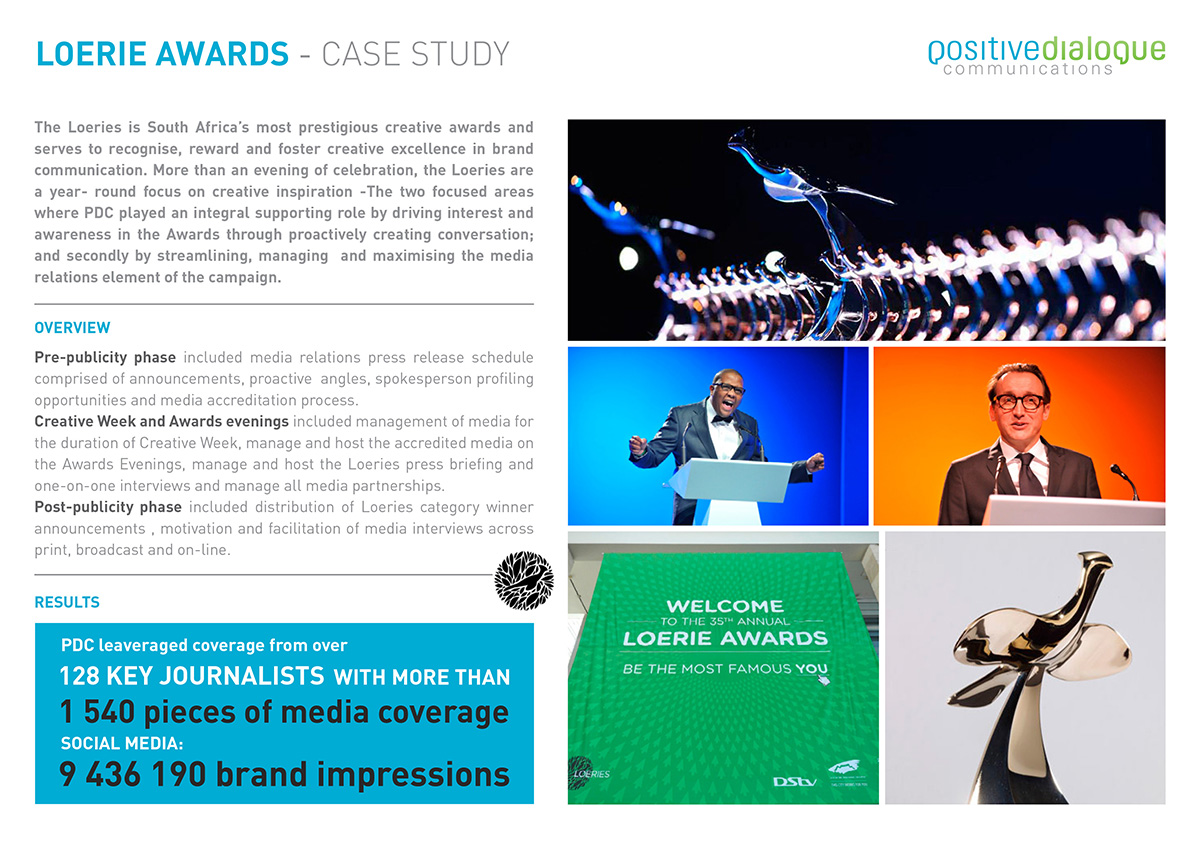 LOERIE AWARDS - CASE STUDY
positivedialogue
communications
The Loeries is South Africa's most prestigious creative awards and
serves to recognise, reward and foster creative excellence in brand
communication. More than an evening of celebration, the Loeries are
a year- round focus on creative inspiration -The two focused areas
where PDC played an integral supporting role by driving interest and
awareness in the Awards through proactively creating conversation;
and secondly by streamlining, managing  and maximising the media
relations element of the campaign.
OVERVIEW
Pre-publicity phase included media relations press release schedule
comprised of announcements, proactive  angles, spokesperson profiling
opportunities and media accreditation process.
Creative Week and Awards evenings included management of media for
the duration of Creative Week, manage and host the accredited media on
the Awards Evenings, manage and host the Loeries press briefing and
one-on-one interviews and manage all media partnerships.
Post-publicity phase included distribution of Loeries category winner
announcements , motivation and facilitation of media interviews across
print, broadcast and on-line.
RESULTS
PDC leaveraged coverage from over
128 KEY JOURNALISTS WITH MORE THAN
1 540 pieces of media coverage
SOCIAL MEDIA:
9 436 190 brand impressions
WELCOME
TO THE 35TH ANNUAL
LOERIE AWARDS
BE THE MOST FAMOUS YOU
LOERIES
DStv